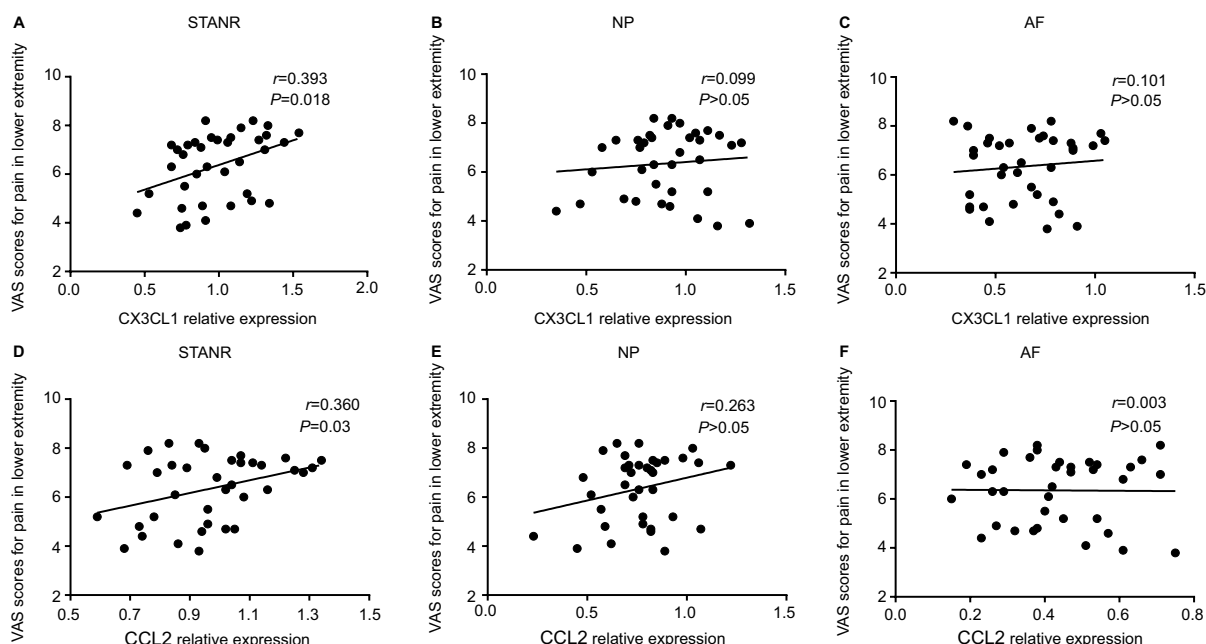 A
STANR
VAS scores for pain in lower extremity
10
8
6
4
2
0.0 0.5 1.0 1.5 2.0
CX3CL1 relative expression
r=0.393
P=0.018
B
NP
VAS scores for pain in lower extremity
10
8
6
4
2
0.0 0.5 1.0 1.5
CX3CL1 relative expression
r=0.099
P>0.05
C
AF
VAS scores for pain in lower extremity
10
8
6
4
2
0.0 0.5 1.0 1.5
CX3CL1 relative expression
r=0.101
P>0.05
D
STANR
VAS scores for pain in lower extremity
10
8
6
4
2
0.5 0.7 0.9 1.1 1.3 1.5
CCL2 relative expression
r=0.360
P=0.03
E
NP
VAS scores for pain in lower extremity
10
8
6
4
2
0.0 0.5 1.0 1.5
CCL2 relative expression
r=0.263
P>0.05
F
AF
VAS scores for pain in lower extremity
10
8
6
4
2
0.0 0.2 0.4 0.6 0.8
CCL2 relative expression
r=0.003
P>0.05